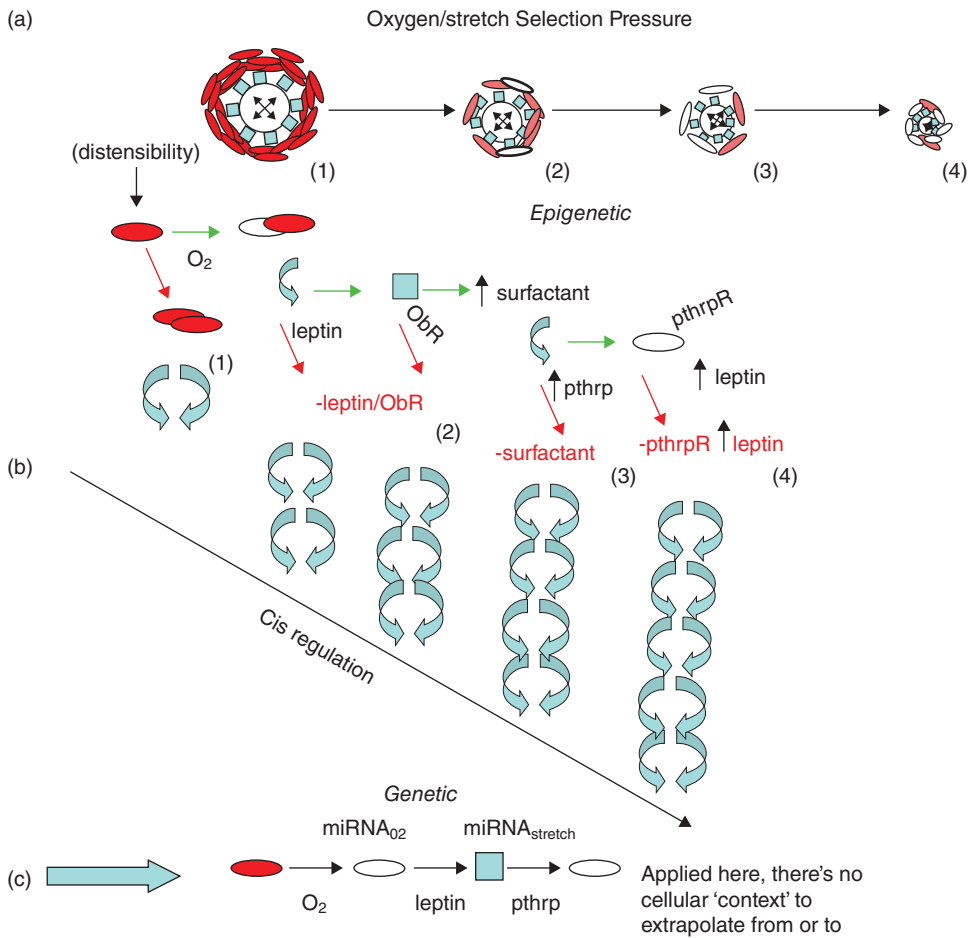 (a)
Oxygen/stretch Selection Pressure
(distensibility)
(1)
(2)
(3)
(4)
Epigenetic
O2
leptin
ObR
surfactant
(1)
-leptin/ObR
(2)
pthrp
pthrpR
leptin
-surfactant
(3)
-pthrpR
leptin
(4)
(b)
Cis regulation
Genetic
miRNA02
miRNAstretch
(c)
O2
leptin
pthrp
Applied here, there's no
cellular 'context' to
extrapolate from or to